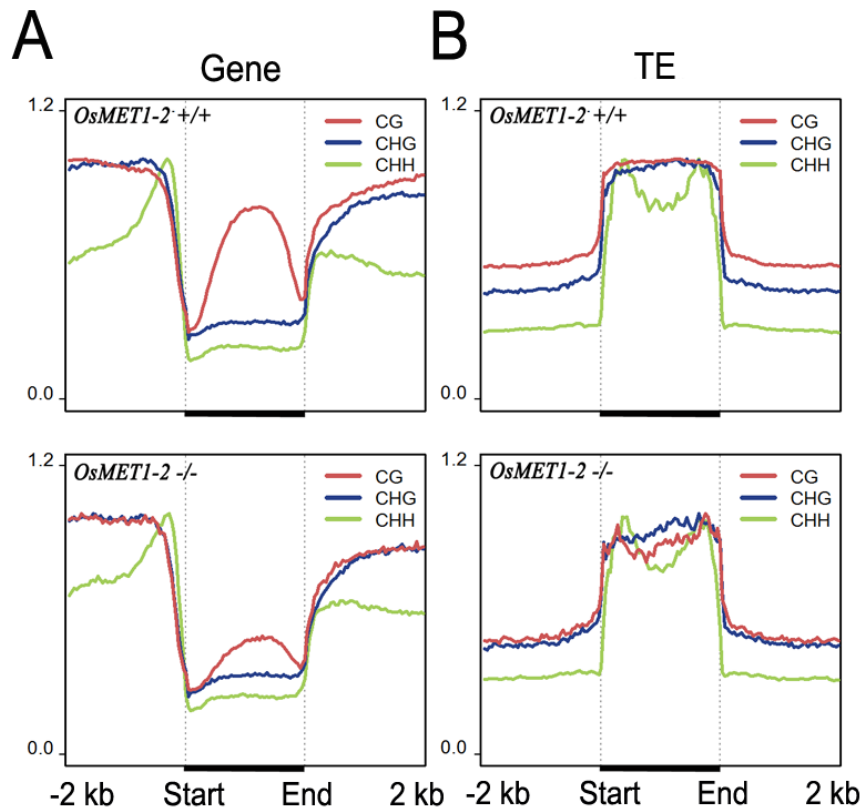 A
B
Gene
TE
1.2
OsMET1-2 +/+
CG
CHG
CHH
0.0
OsMET1-2 +/+
CG
CHG
CHH
1.2
OsMET1-2 -/-
CG
CHG
CHH
0.0
-2 kb Start End 2 kb
1.2
OsMET1-2 -/-
CG
CHG
CHH
0.0
-2 kb Start End 2 kb
1.2
0.0